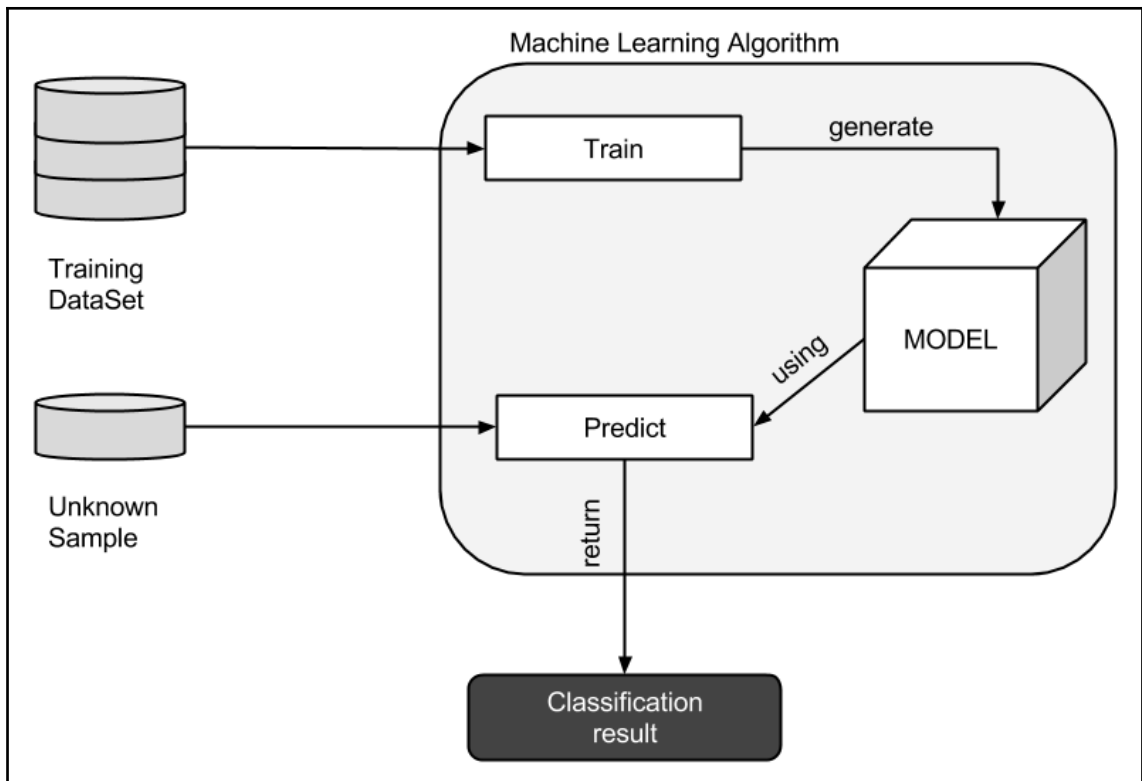 Machine Learning Algorithm
Train
generate
Training
DataSet
MODEL
using
Predict
Unknown
Sample
return
Classification
result